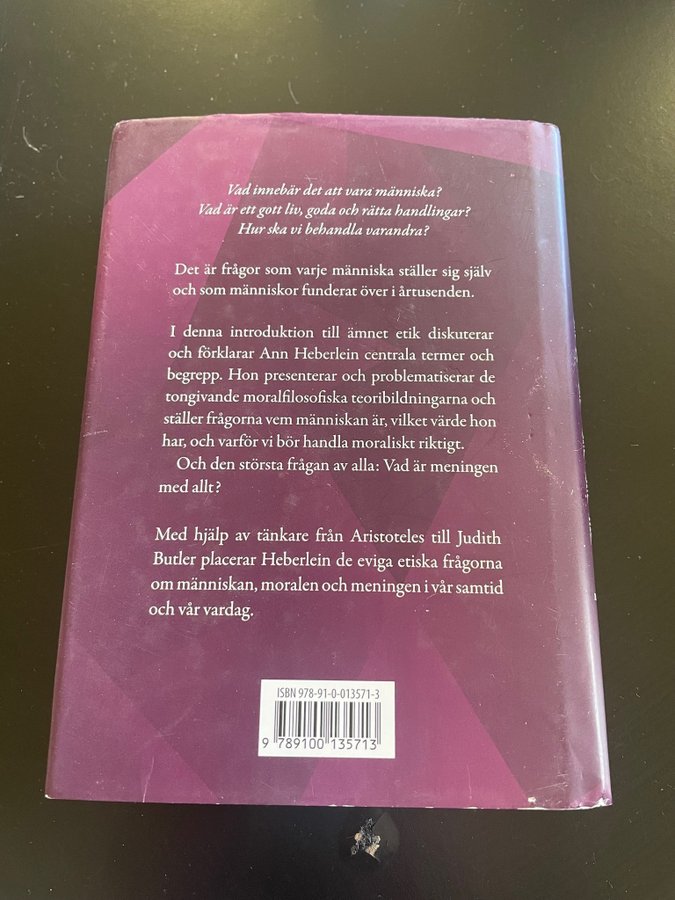 Vad innebär det att vara människa?
Vad är ett gott liv, goda och rätta handlingar?
Hur ska vi behandla varandra?
Det är frågor som varje människa ställer sig själv
och som människor funderat över i årtusenden.
I denna introduktion till ämnet etik diskuterar
och förklarar Ann Heberlein centrala termer och
begrepp. Hon presenterar och problematiserar de
tongivande moralfilosofiska teoribildningarna och
ställer frågorna vem människan är, vilket värde hon
har, och varför vi bör handla moraliskt riktigt.
Och den största frågan av alla: Vad är meningen
med allt?
Med hjälp av tänkare från Aristoteles till Judith
Butler placerar Heberlein de eviga etiska frågorna
om människan, moralen och meningen i vår samtid
och vår vardag.
ISBN 978-91-0-013571-3
9 789100 135713